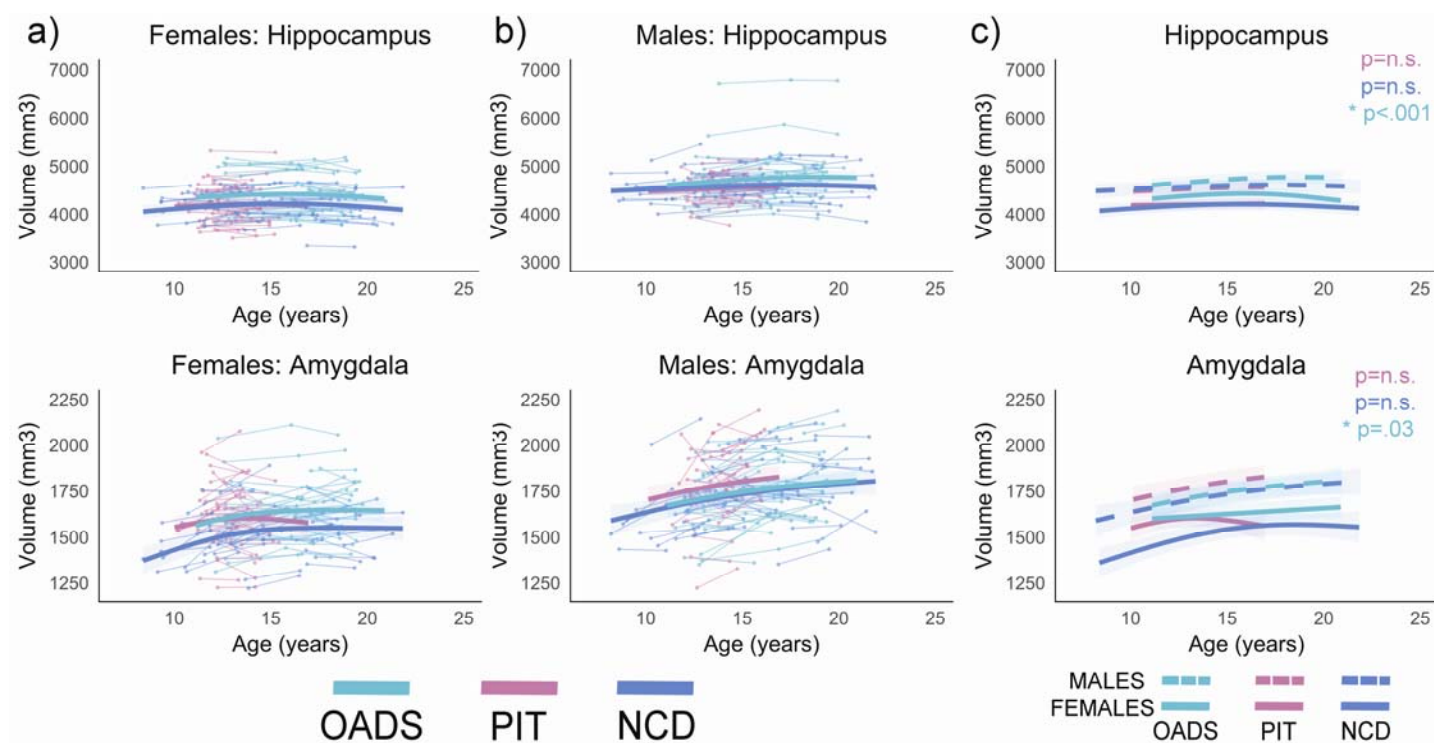 a)
Females: Hippocampus
Volume (mm3)
7000
6000
5000
4000
3000
10 15 20 25
Age (years)
b)
Males: Hippocampus
Volume (mm3)
7000
6000
5000
4000
3000
10 15 20 25
Age (years)
c)
Hippocampus
p=n.s.
p=n.s.
* p<.001
Volume (mm3)
7000
6000
5000
4000
3000
10 15 20 25
Age (years)
Females: Amygdala
Volume (mm3)
2250
2000
1750
1500
1250
10 15 20 25
Age (years)
Males: Amygdala
Volume (mm3)
2250
2000
1750
1500
1250
10 15 20 25
Age (years)
Amygdala
p=n.s.
p=n.s.
* p=.03
Volume (mm3)
2250
2000
1750
1500
1250
10 15 20 25
Age (years)
OADS PIT NCD
MALES
FEMALES
OADS PIT NCD